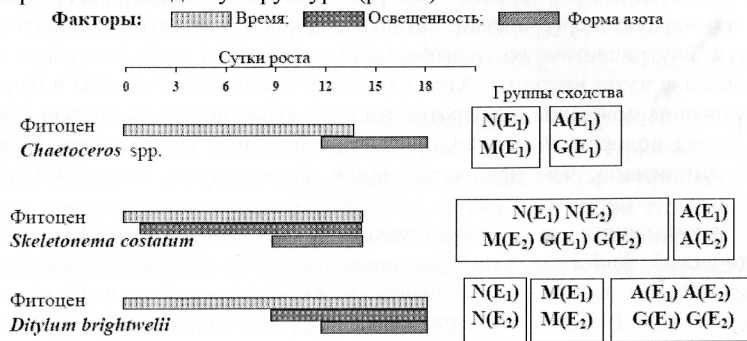 Факторы: Время; Освещенность; Форма азота
Сутки роста
0 3 6 9 12 15 18
Группы сходства
Фитоцен
Chaetoceros spp.
N(E₁) A(E₁)
M(E₁) G(E₁)
Фитоцен
Skeletonema costatum
N(E₁) N(E₂) A(E₁)
M(E₂) G(E₁) G(E₂) A(E₂)
Фитоцен
Ditylum brightwelii
N(E₁) M(E₁) A(E₁) A(E₂)
N(E₂) M(E₂) G(E₁) G(E₂)